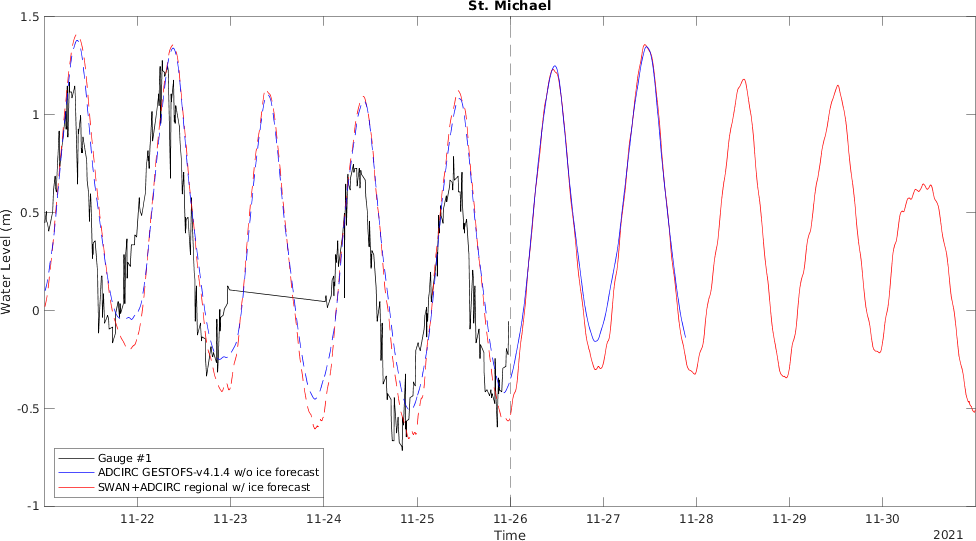 St. Michael
1.5
1
0.5
0
-0.5
-1
Water Level (m)
Gauge #1
ADCIRC GESTOFS-v4.1.4 w/o ice forecast
SWAN+ADCIRC regional w/ ice forecast
11-22
11-23
11-24
11-25
11-26
11-27
11-28
11-29
11-30
Time
2021